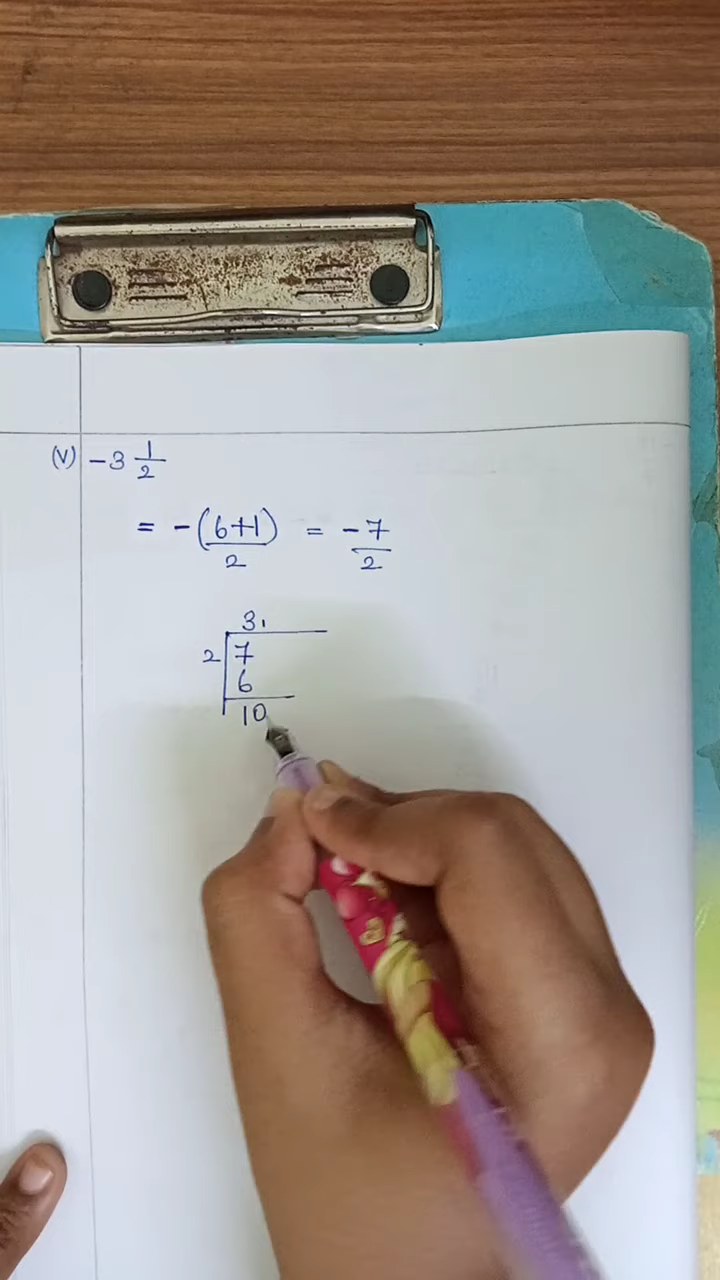 (V) -3 1/2
= -(6+1)/2 = -7/2
3.
2 7
6
10